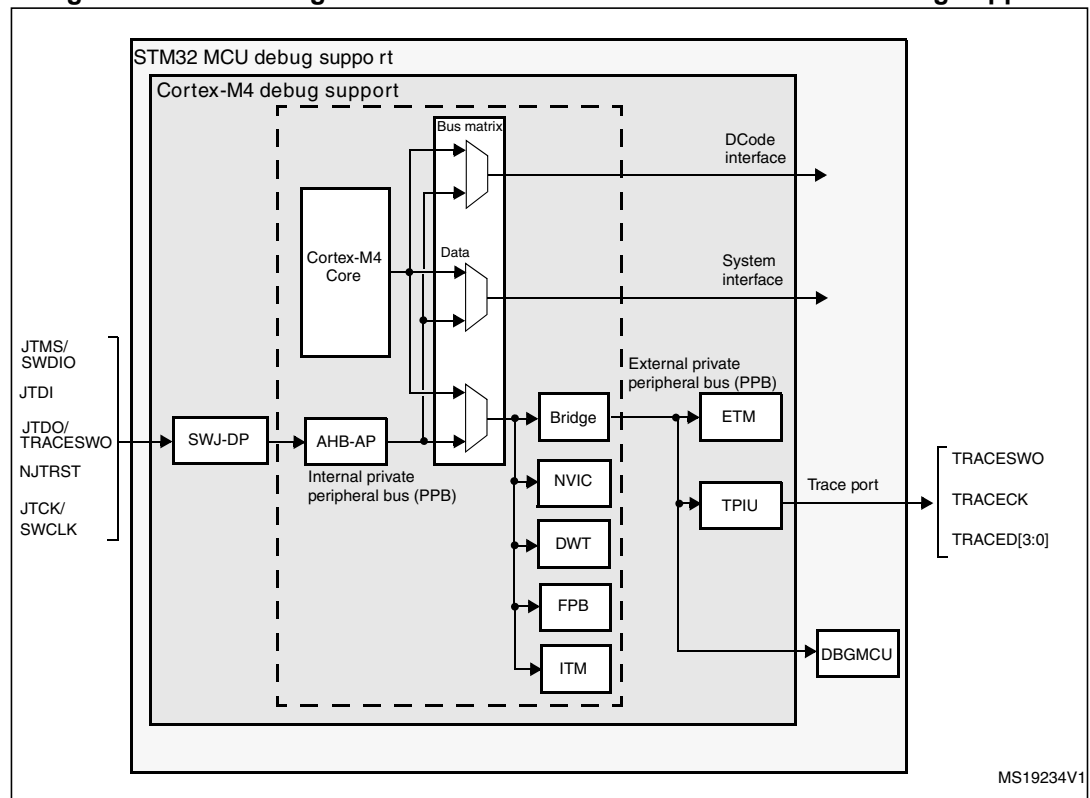 STM32 MCU debug suppo rt
Cortex-M4 debug support
Bus matrix
DCode
interface
Cortex-M4
Core
Data
System
interface
JTMS/
SWDIO
JTDI
JTDO/
TRACESWO
NJTRST
JTCK/
SWCLK
SWJ-DP
AHB-AP
Internal private
peripheral bus (PPB)
External private
peripheral bus (PPB)
Bridge
NVIC
DWT
FPB
ITM
ETM
TPIU
Trace port
TRACESWO
TRACECK
TRACED[3:0]
DBGMCU
MS19234V1